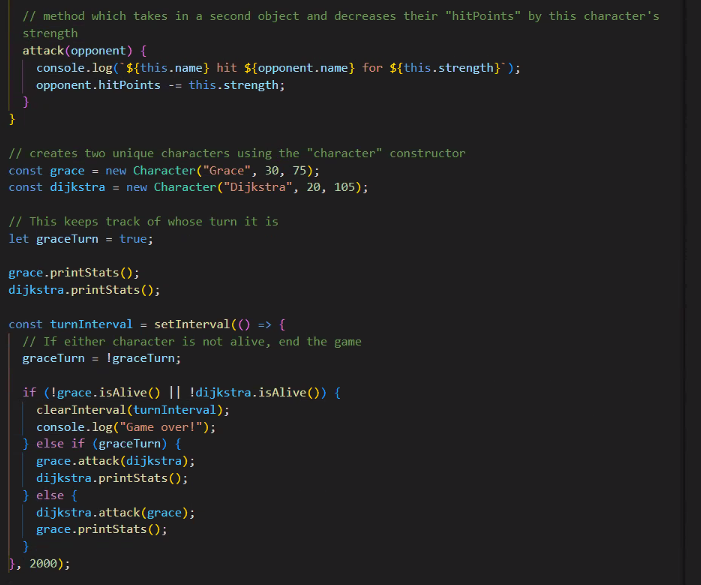 // method which takes in a second object and decreases their "hitPoints" by this character's
strength
attack(opponent) {
console.log(`${this.name} hit ${opponent.name} for ${this.strength}`);
opponent.hitPoints -= this.strength;
}
}
// creates two unique characters using the "character" constructor
const grace = new Character("Grace", 30, 75);
const dijkstra = new Character("Dijkstra", 20, 105);
// This keeps track of whose turn it is
let graceTurn = true;
grace.printStats();
dijkstra.printStats();
const turnInterval = setInterval(() => {
// If either character is not alive, end the game
graceTurn = !graceTurn;
if (!grace.isAlive() || !dijkstra.isAlive()) {
clearInterval(turnInterval);
console.log("Game over!");
} else if (graceTurn) {
grace.attack(dijkstra);
dijkstra.printStats();
} else {
dijkstra.attack(grace);
grace.printStats();
}
}, 2000);